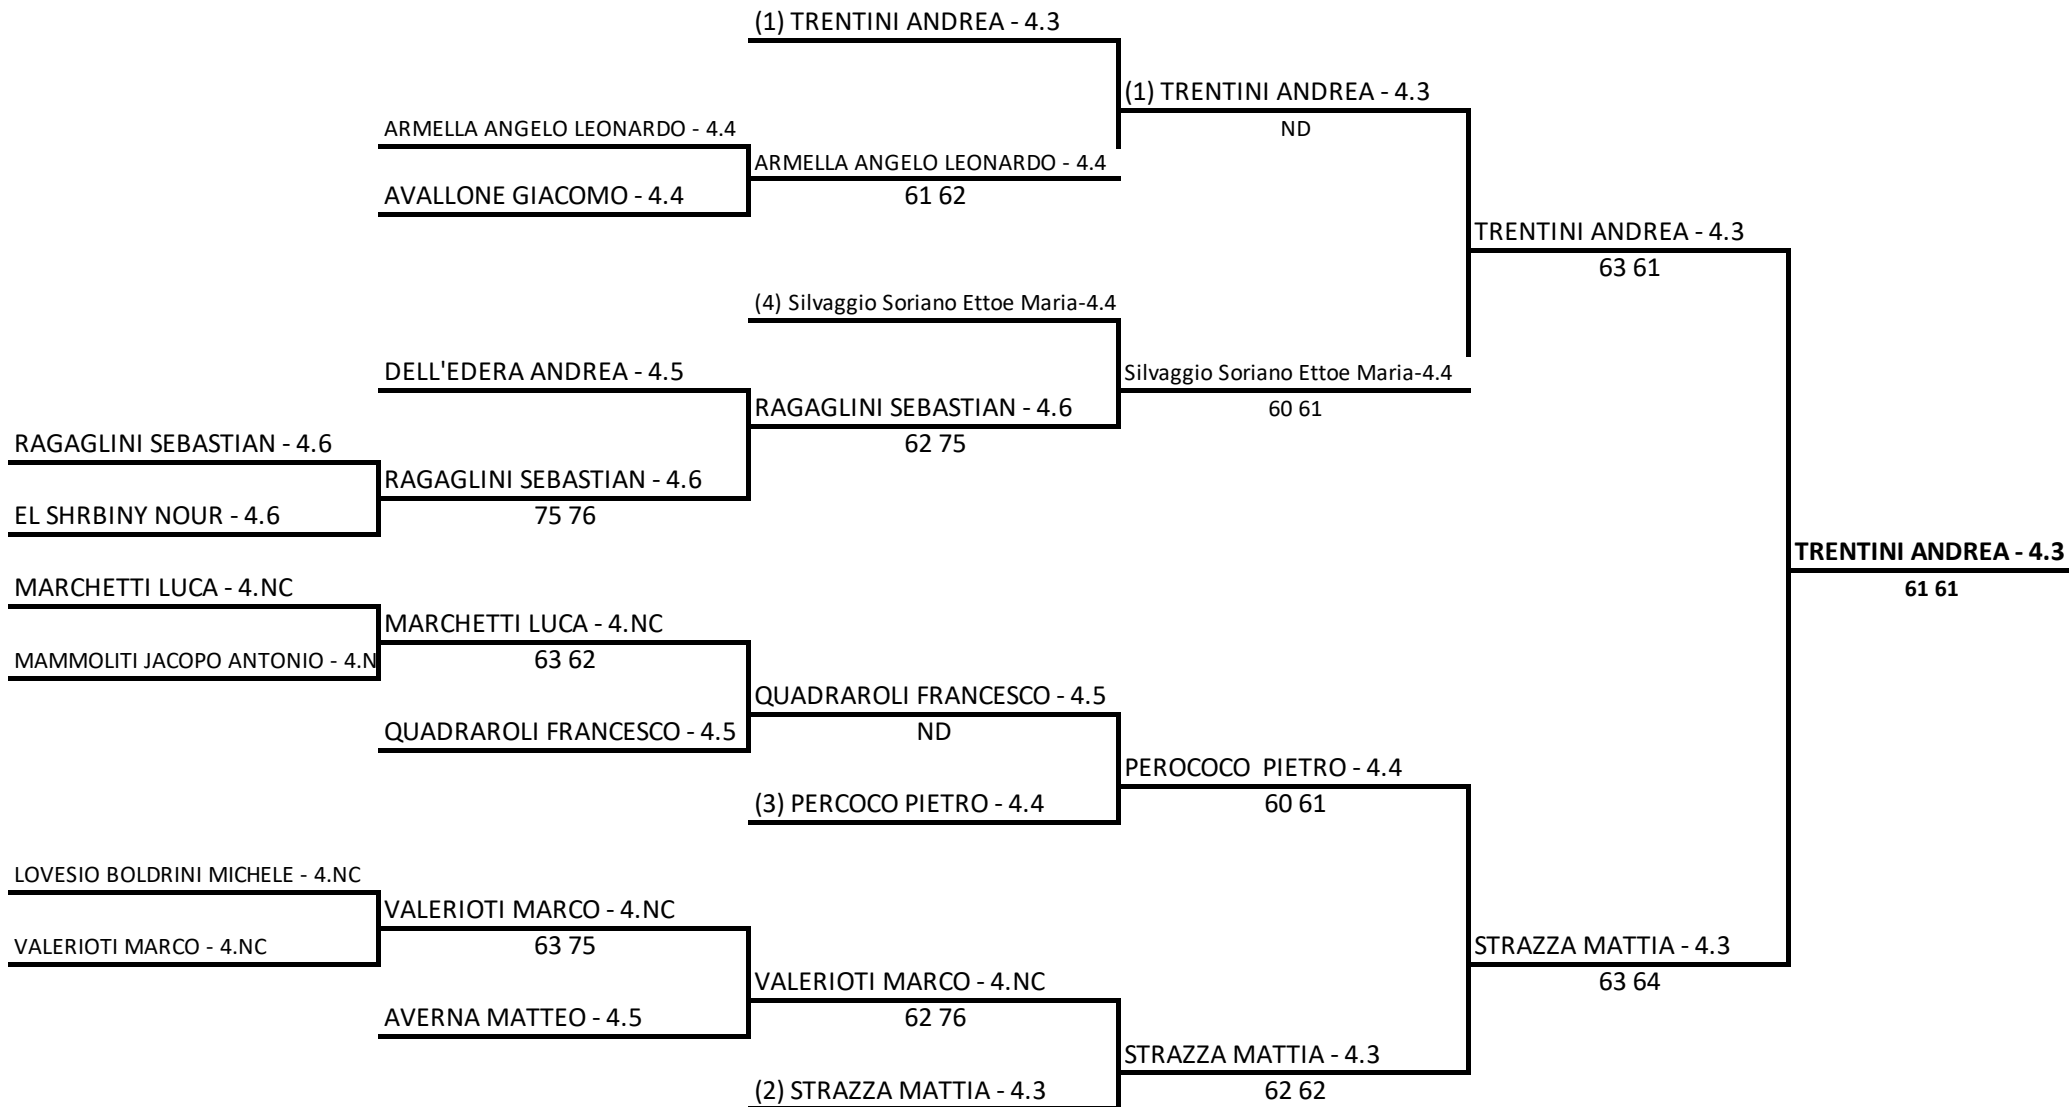 (1) TRENTINI ANDREA - 4.3
(1) TRENTINI ANDREA - 4.3
ND
ARMELLA ANGELO LEONARDO - 4.4
ARMELLA ANGELO LEONARDO - 4.4
AVALLONE GIACOMO - 4.4
61 62
TRENTINI ANDREA - 4.3
63 61
(4) Silvaggio Soriano Ettoe Maria-4.4
DELL'EDERA ANDREA - 4.5
Silvaggio Soriano Ettoe Maria-4.4
60 61
RAGAGLINI SEBASTIAN - 4.6
62 75
RAGAGLINI SEBASTIAN - 4.6
RAGAGLINI SEBASTIAN - 4.6
75 76
EL SHRBINY NOUR - 4.6
TRENTINI ANDREA - 4.3
61 61
MARCHETTI LUCA - 4.NC
MARCHETTI LUCA - 4.NC
63 62
MAMMOLITI JACOPO ANTONIO - 4.N
QUADRAROLI FRANCESCO - 4.5
ND
QUADRAROLI FRANCESCO - 4.5
PEROCOCO  PIETRO - 4.4
60 61
(3) PERCOCO PIETRO - 4.4
LOVESIO BOLDRINI MICHELE - 4.NC
VALERIOTI MARCO - 4.NC
63 75
VALERIOTI MARCO - 4.NC
STRAZZA MATTIA - 4.3
63 64
VALERIOTI MARCO - 4.NC
62 76
AVERNA MATTEO - 4.5
STRAZZA MATTIA - 4.3
62 62
(2) STRAZZA MATTIA - 4.3